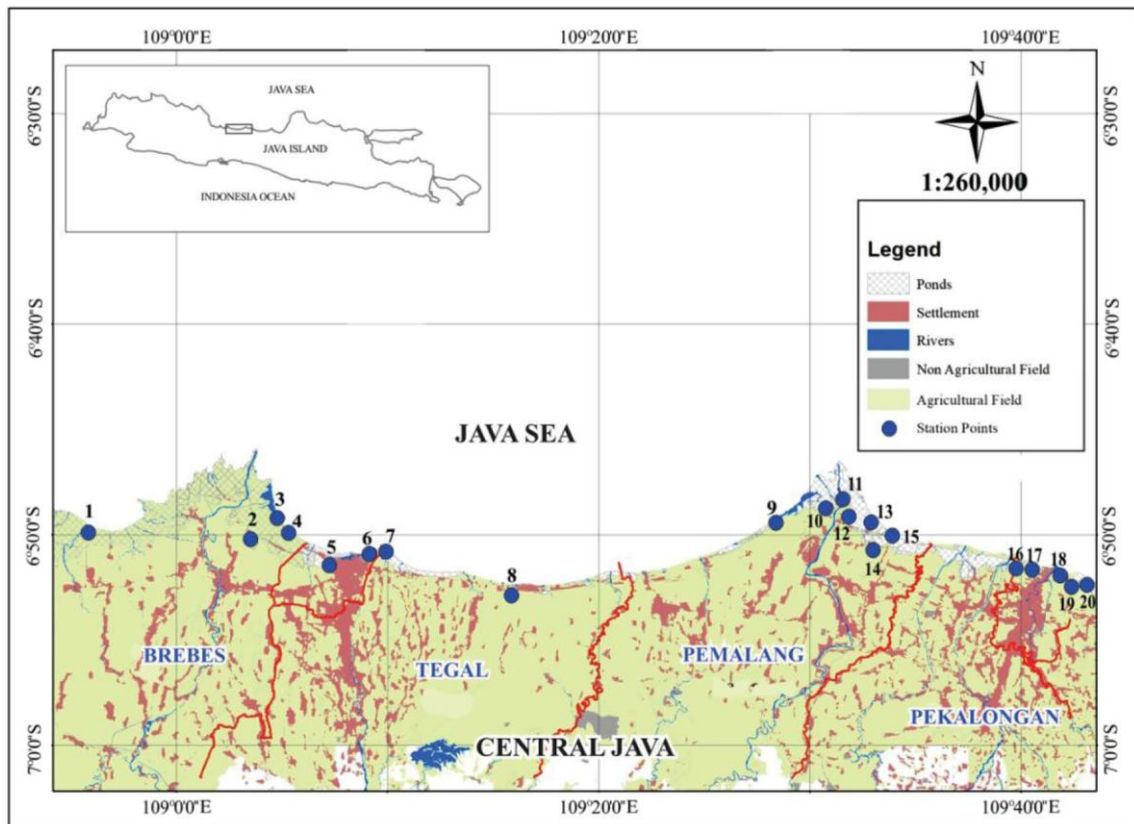 109°00'0"E
109°20'0"E
109°40'0"E
6°30'0"S
6°40'0"S
6°50'0"S
7°0'0"S
JAVA SEA
JAVA ISLAND
INDONESIA OCEAN
N
1:260,000
6°30'0"S
6°40'0"S
6°50'0"S
7°0'0"S
Legend
Ponds
Settlement
Rivers
Non Agricultural Field
Agricultural Field
Station Points
JAVA SEA
1
2
3
4
5
6
7
8
9
10
11
12
13
14
15
16
17
18
19
20
BREBES
TEGAL
PEMALANG
PEKALONGAN
CENTRAL JAVA
109°00'0"E
109°20'0"E
109°40'0"E